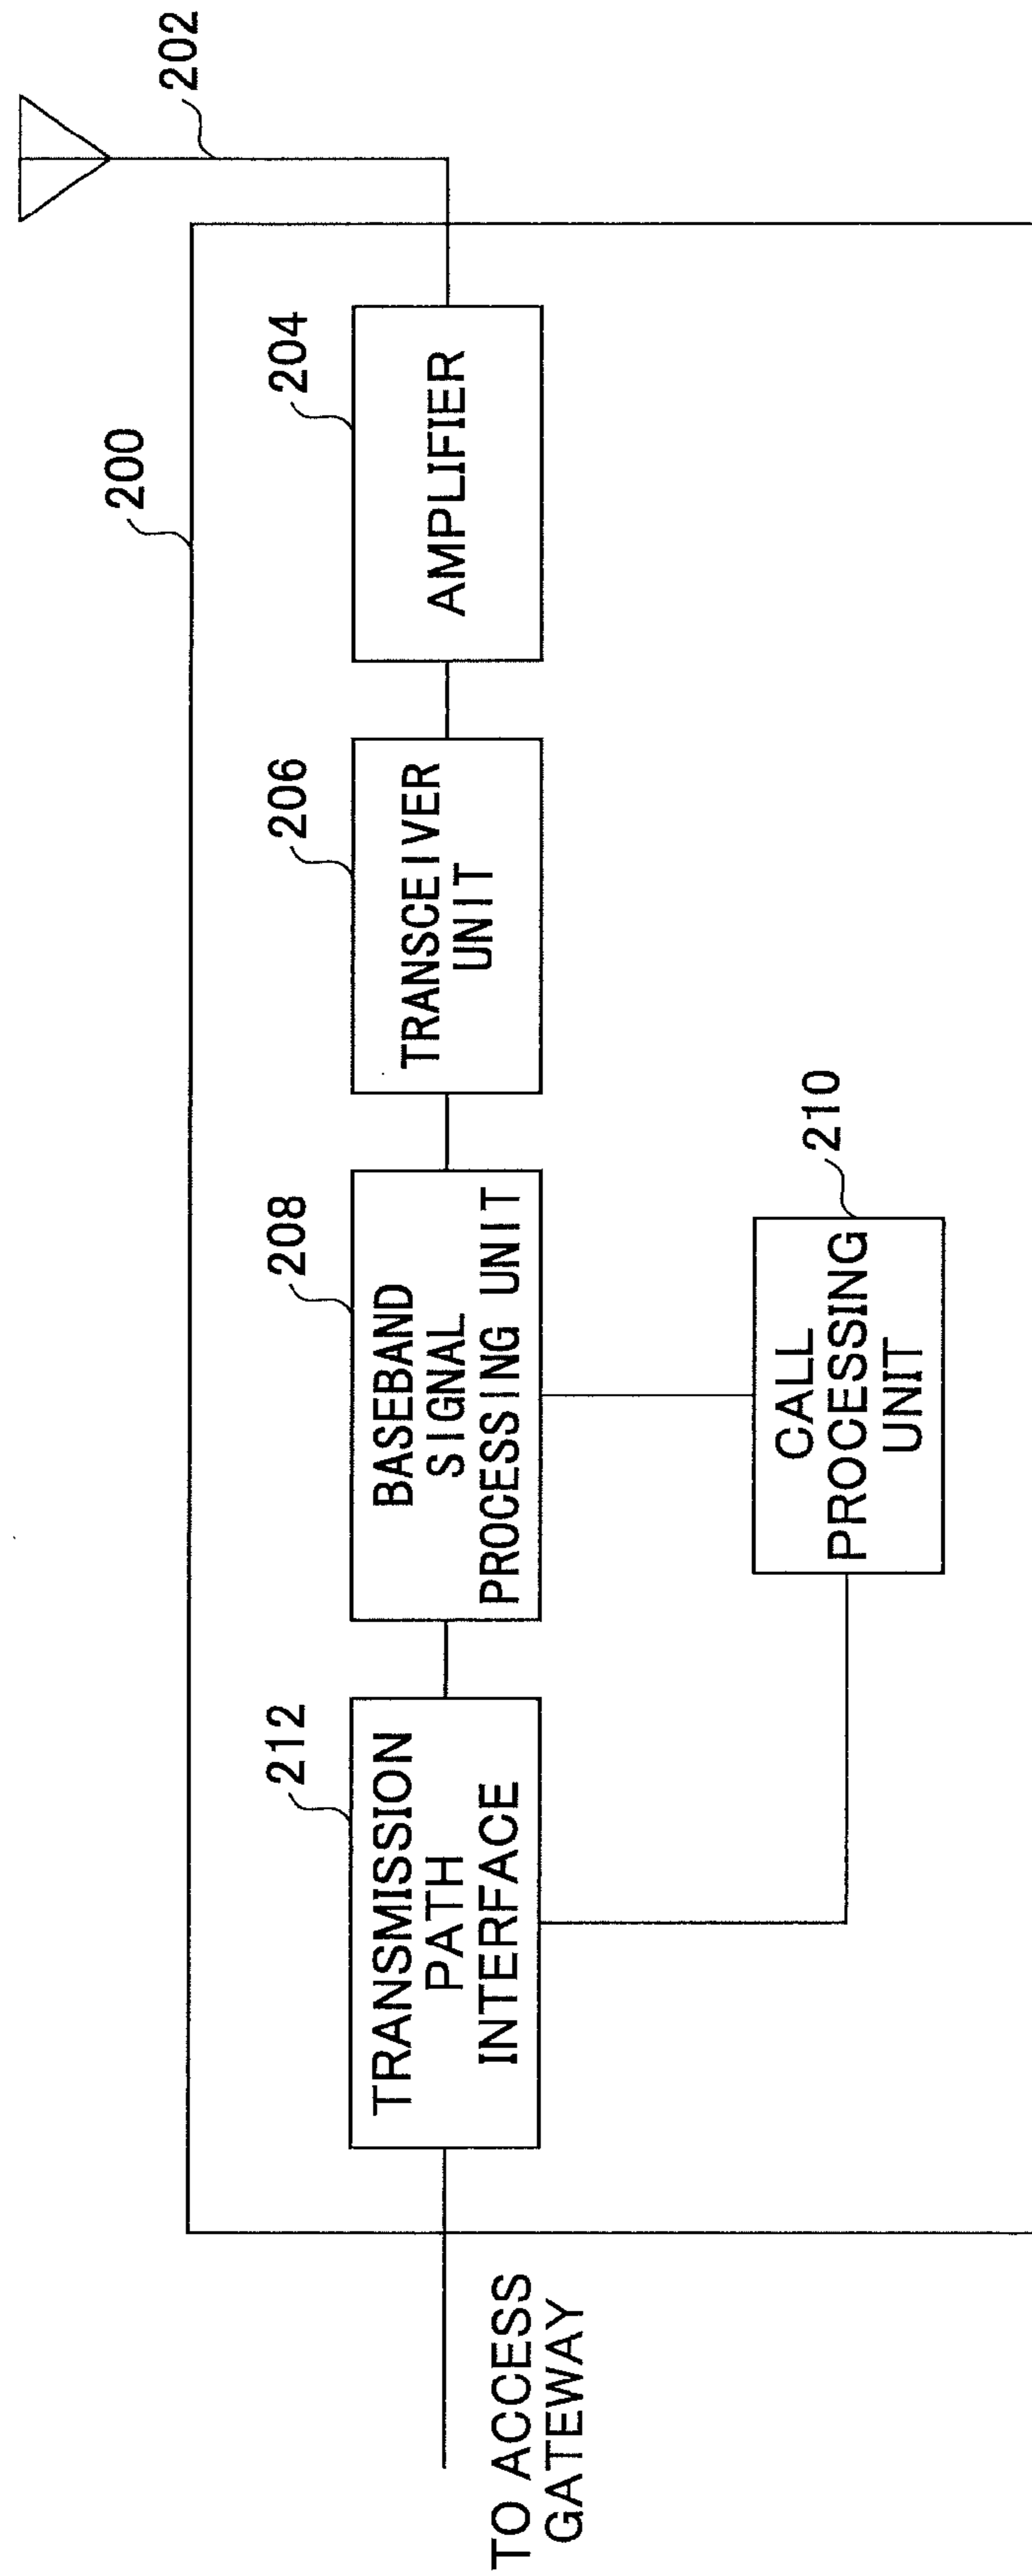 200
202
212
208
206
204
TRANSMISSION
PATH
INTERFACE
BASEBAND
SIGNAL
PROCESSING UNIT
TRANSCEIVER
UNIT
AMPLIFIER
TO ACCESS
GATEWAY
CALL
PROCESSING
UNIT
210